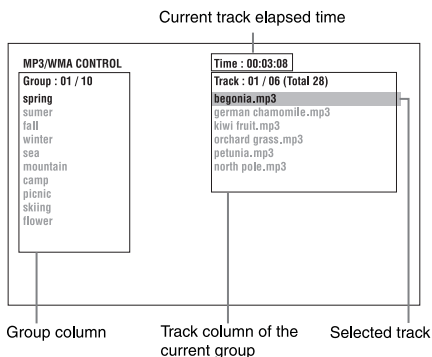 Current track elapsed time
MP3/WMA CONTROL
Group : 01 / 10
spring
sumer
fall
winter
sea
mountain
camp
picnic
skiing
flower
Time : 00:03:08
Track : 01 / 06 (Total 28)
begonia.mp3
german chamomile.mp3
kiwi fruit.mp3
orchard grass.mp3
petunia.mp3
north pole.mp3
Group column
Track column of the
current group
Selected track